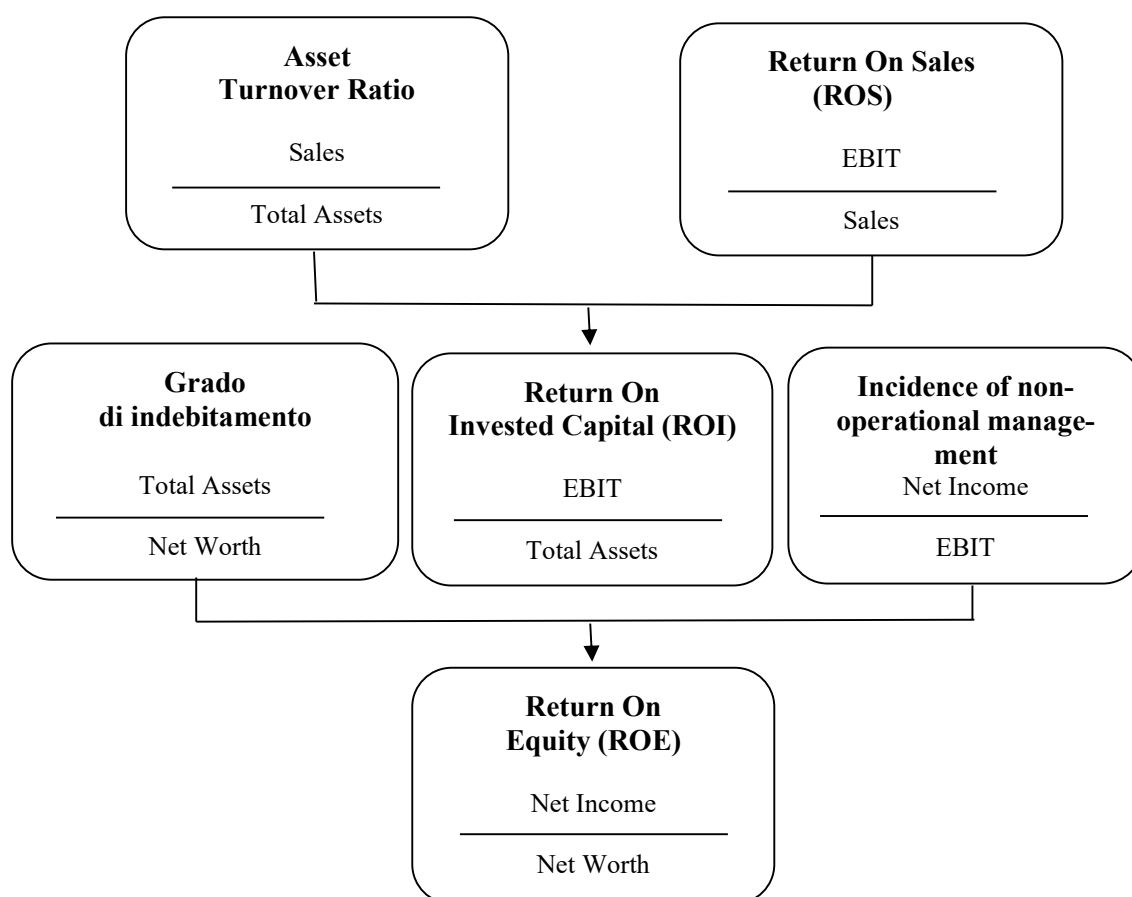 Asset
Turnover Ratio
Sales
Total Assets
Return On Sales
(ROS)
EBIT
Sales
Grado
di indebitamento
Total Assets
Net Worth
Return On
Invested Capital (ROI)
EBIT
Total Assets
Incidence of non-
operational manage-
ment
Net Income
EBIT
Return On
Equity (ROE)
Net Income
Net Worth